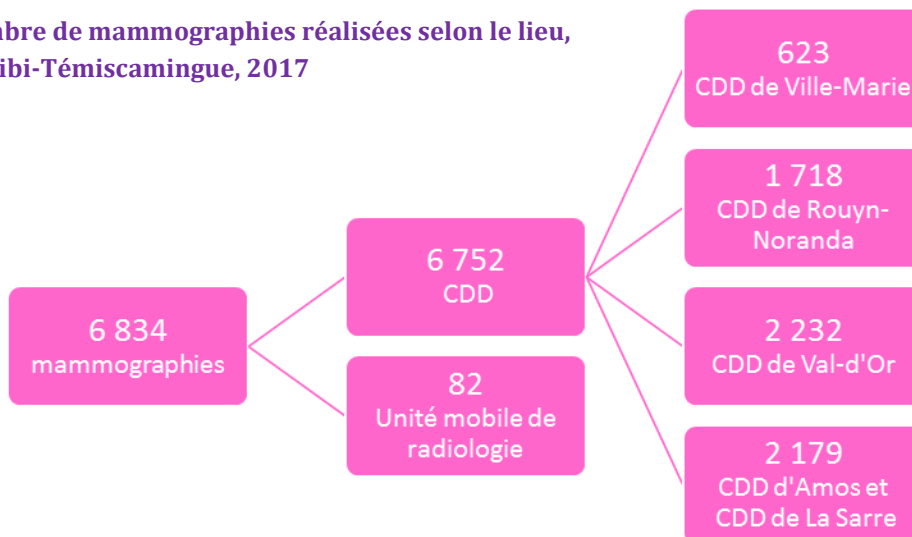 bre de mammographies réalisées selon le lieu,
ibi-Témiscamingue, 2017
623
CDD de Ville-Marie
1 718
CDD de Rouyn-
Noranda
6 752
CDD
6 834
mammographies
2 232
CDD de Val-d'Or
82
Unité mobile de
radiologie
2 179
CDD d'Amos et
CDD de La Sarre